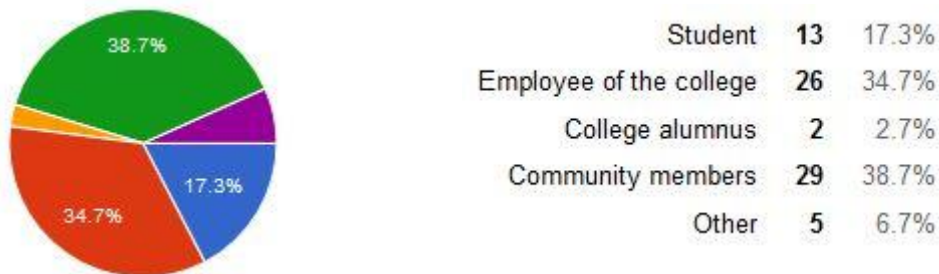 38.7%
17.3%
34.7%
Student 13 17.3%
Employee of the college 26 34.7%
College alumnus 2 2.7%
Community members 29 38.7%
Other 5 6.7%